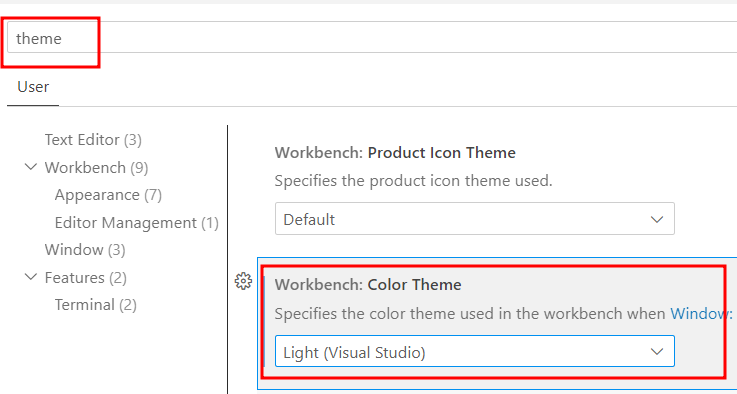 theme
User
Text Editor (3)
Workbench (9)
Appearance (7)
Editor Management (1)
Window (3)
Features (2)
Terminal (2)
Workbench: Product Icon Theme
Specifies the product icon theme used.
Default
Workbench: Color Theme
Specifies the color theme used in the workbench when Window:
Light (Visual Studio)